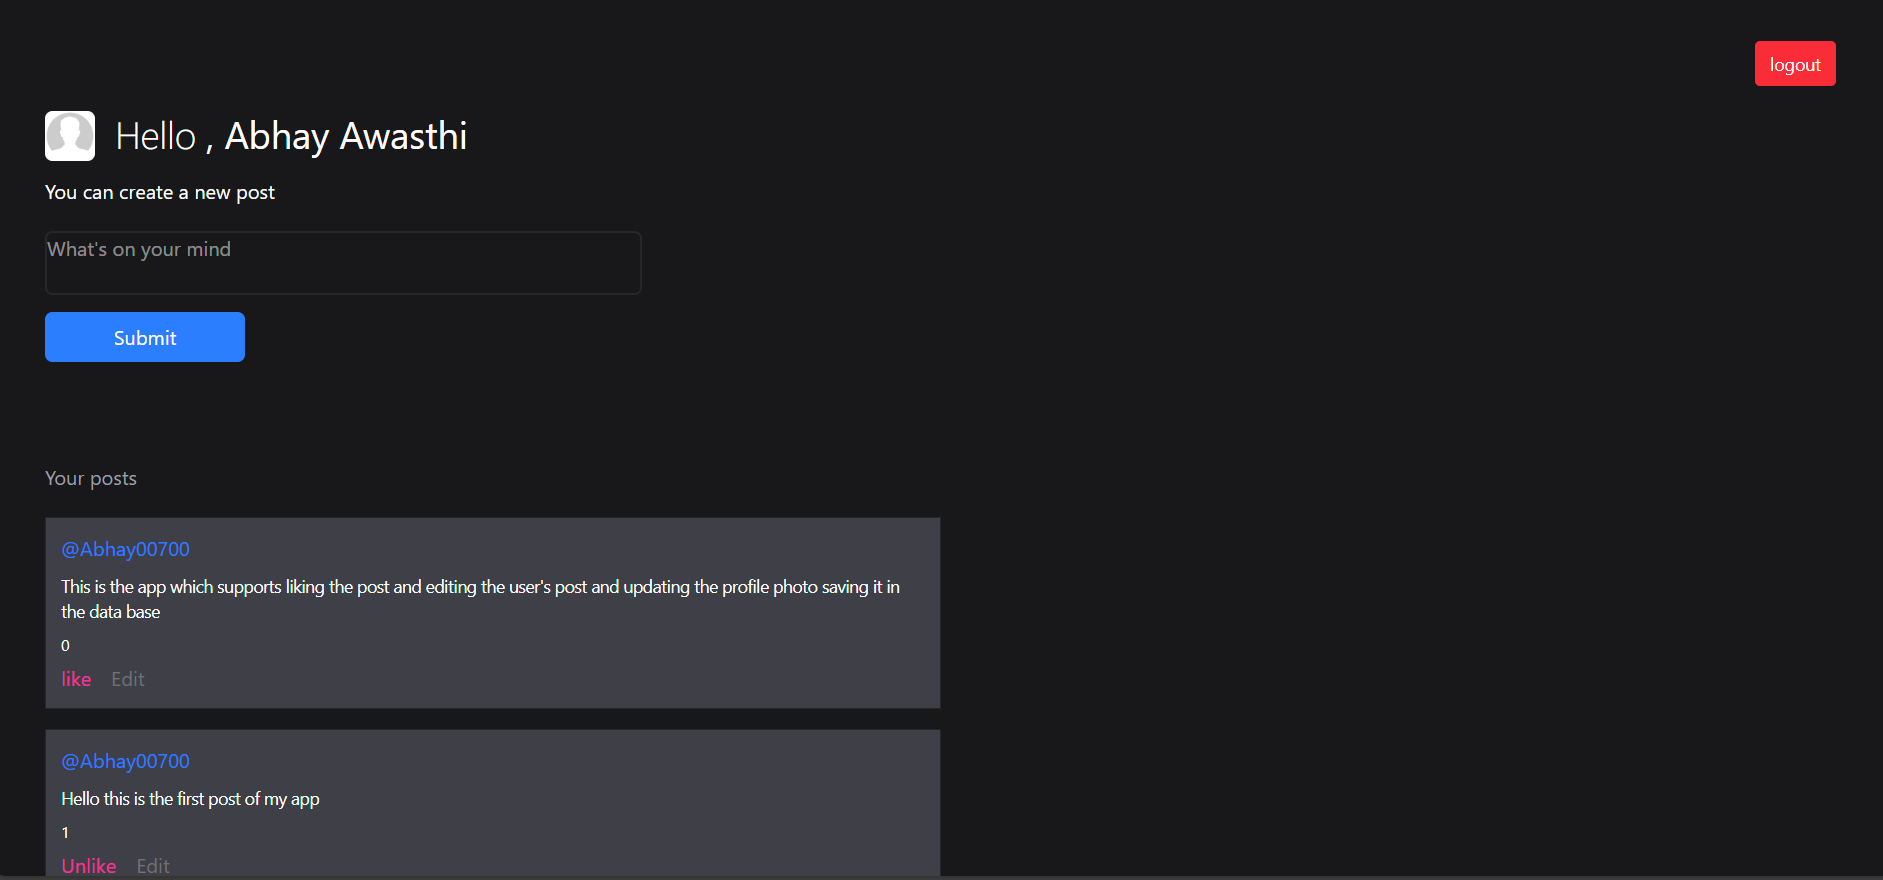 logout
Hello , Abhay Awasthi
You can create a new post
What's on your mind
Submit
Your posts
@Abhay00700
This is the app which supports liking the post and editing the user's post and updating the profile photo saving it in
the data base
0
like Edit
@Abhay00700
Hello this is the first post of my app
1
Unlike Edit